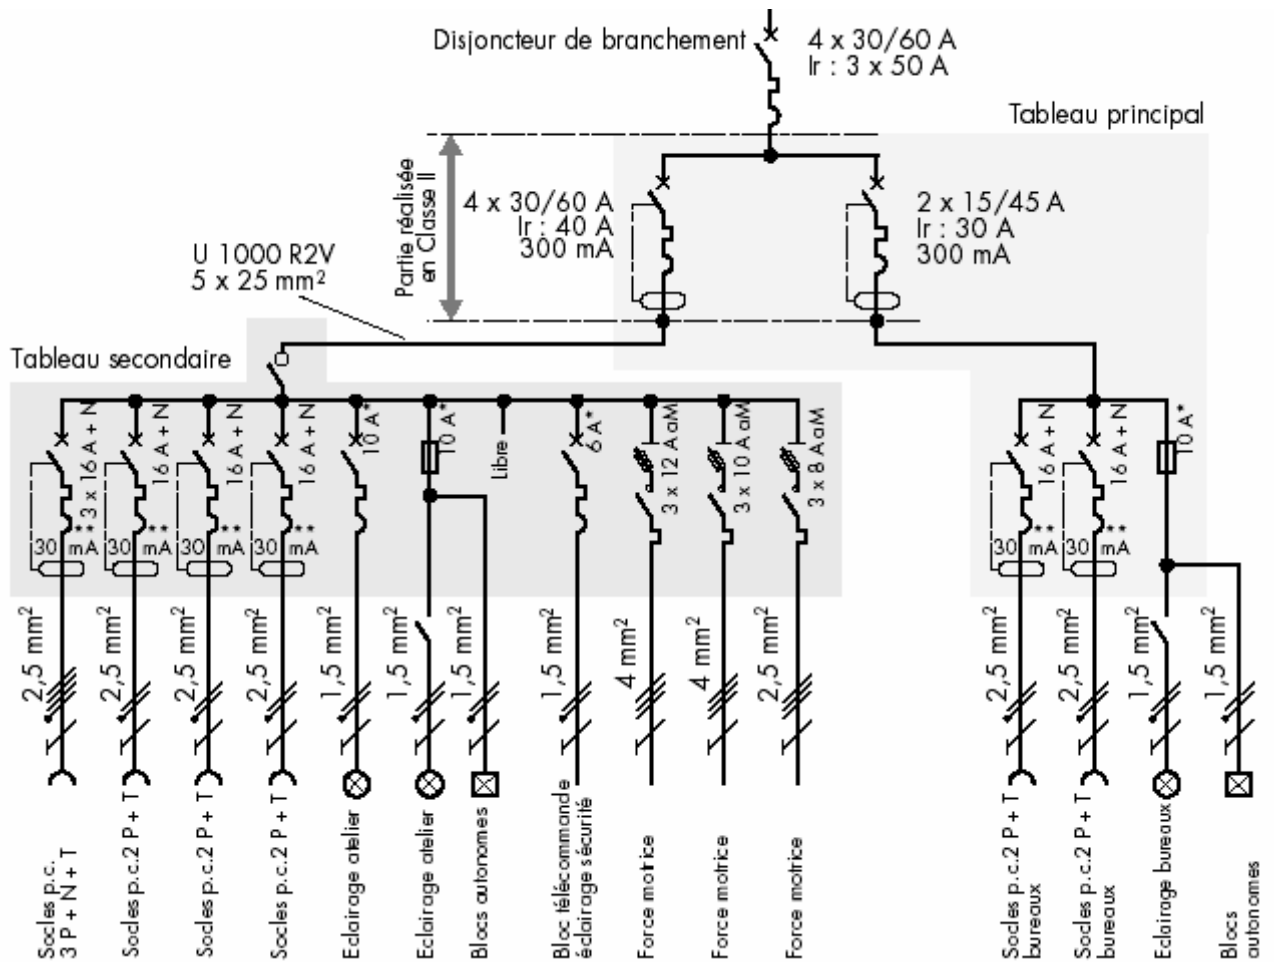 Disjoncteur de branchement
4 x 30/60 A
Ir : 3 x 50 A
Tableau principal
Partie réalisée
en Classe II
4 x 30/60 A
Ir : 40 A
300 mA
2 x 15/45 A
Ir : 30 A
300 mA
U 1000 R2V
5 x 25 mm²
Tableau secondaire
3 x 16 A + N
16 A + N
16 A + N
16 A + N
10 A*
10 A*
Libre
6 A*
3 x 12 A aM
3 x 10 A aM
3 x 8 A aM
16 A + N
16 A + N
10 A*
30 mA**
30 mA**
30 mA**
30 mA**
30 mA**
30 mA**
2,5 mm²
2,5 mm²
2,5 mm²
2,5 mm²
1,5 mm²
1,5 mm²
1,5 mm²
1,5 mm²
4 mm²
4 mm²
2,5 mm²
2,5 mm²
2,5 mm²
1,5 mm²
1,5 mm²
Socles p.c.
3 P + N + T
Socles p.c.2 P + T
Socles p.c.2 P + T
Socles p.c.2 P + T
Eclairage atelier
Eclairage atelier
Blocs autonomes
Bloc télécommande
éclairage sécurité
Force motrice
Force motrice
Force motrice
Socles p.c.2 P + T
bureaux
Socles p.c.2 P + T
bureaux
Eclairage bureaux
Blocs
autonomes